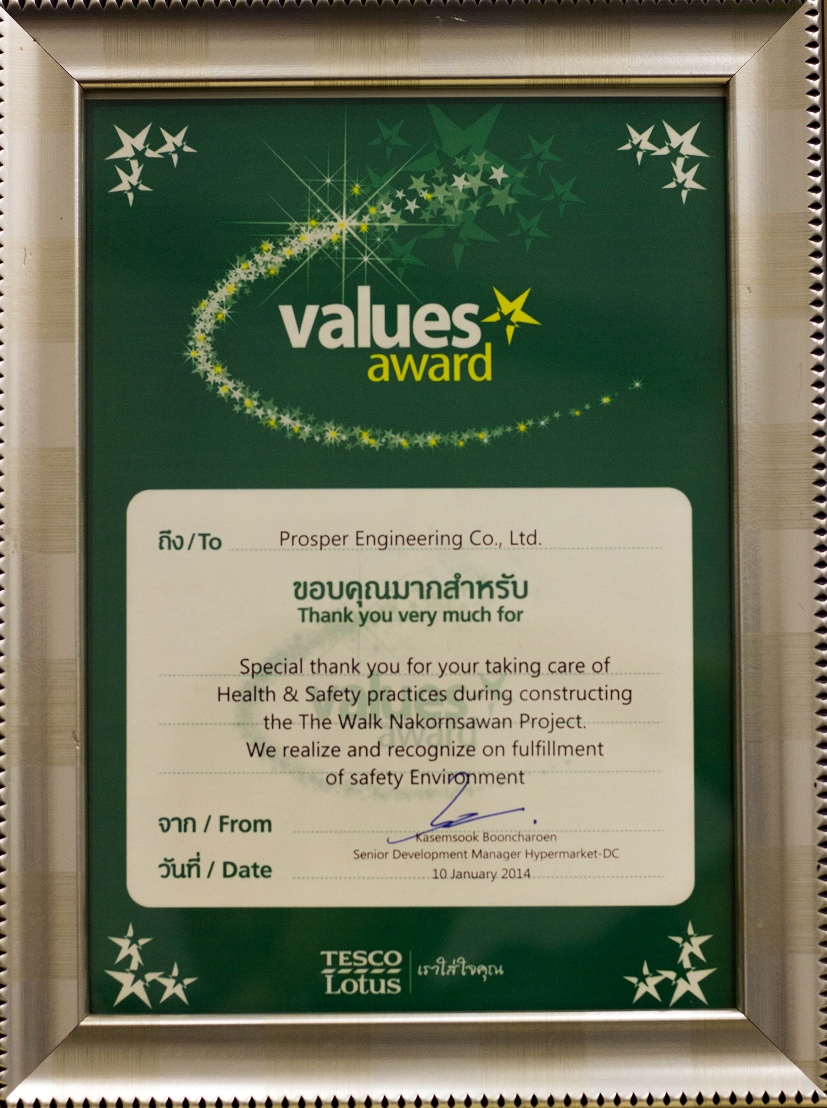 values
award
ถึง/To Prosper Engineering Co., Ltd.
ขอบคุณมากสำหรับ
Thank you very much for
Special thank you for your taking care of
Health & Safety practices during constructing
the The Walk Nakornsawan Project.
We realize and recognize on fulfillment
of safety Environment
จาก / From
Kasemsook Booncharoen
Senior Development Manager Hypermarket-DC
วันที่ / Date 10 January 2014
TESCO
Lotus
เราใส่ใจคุณ